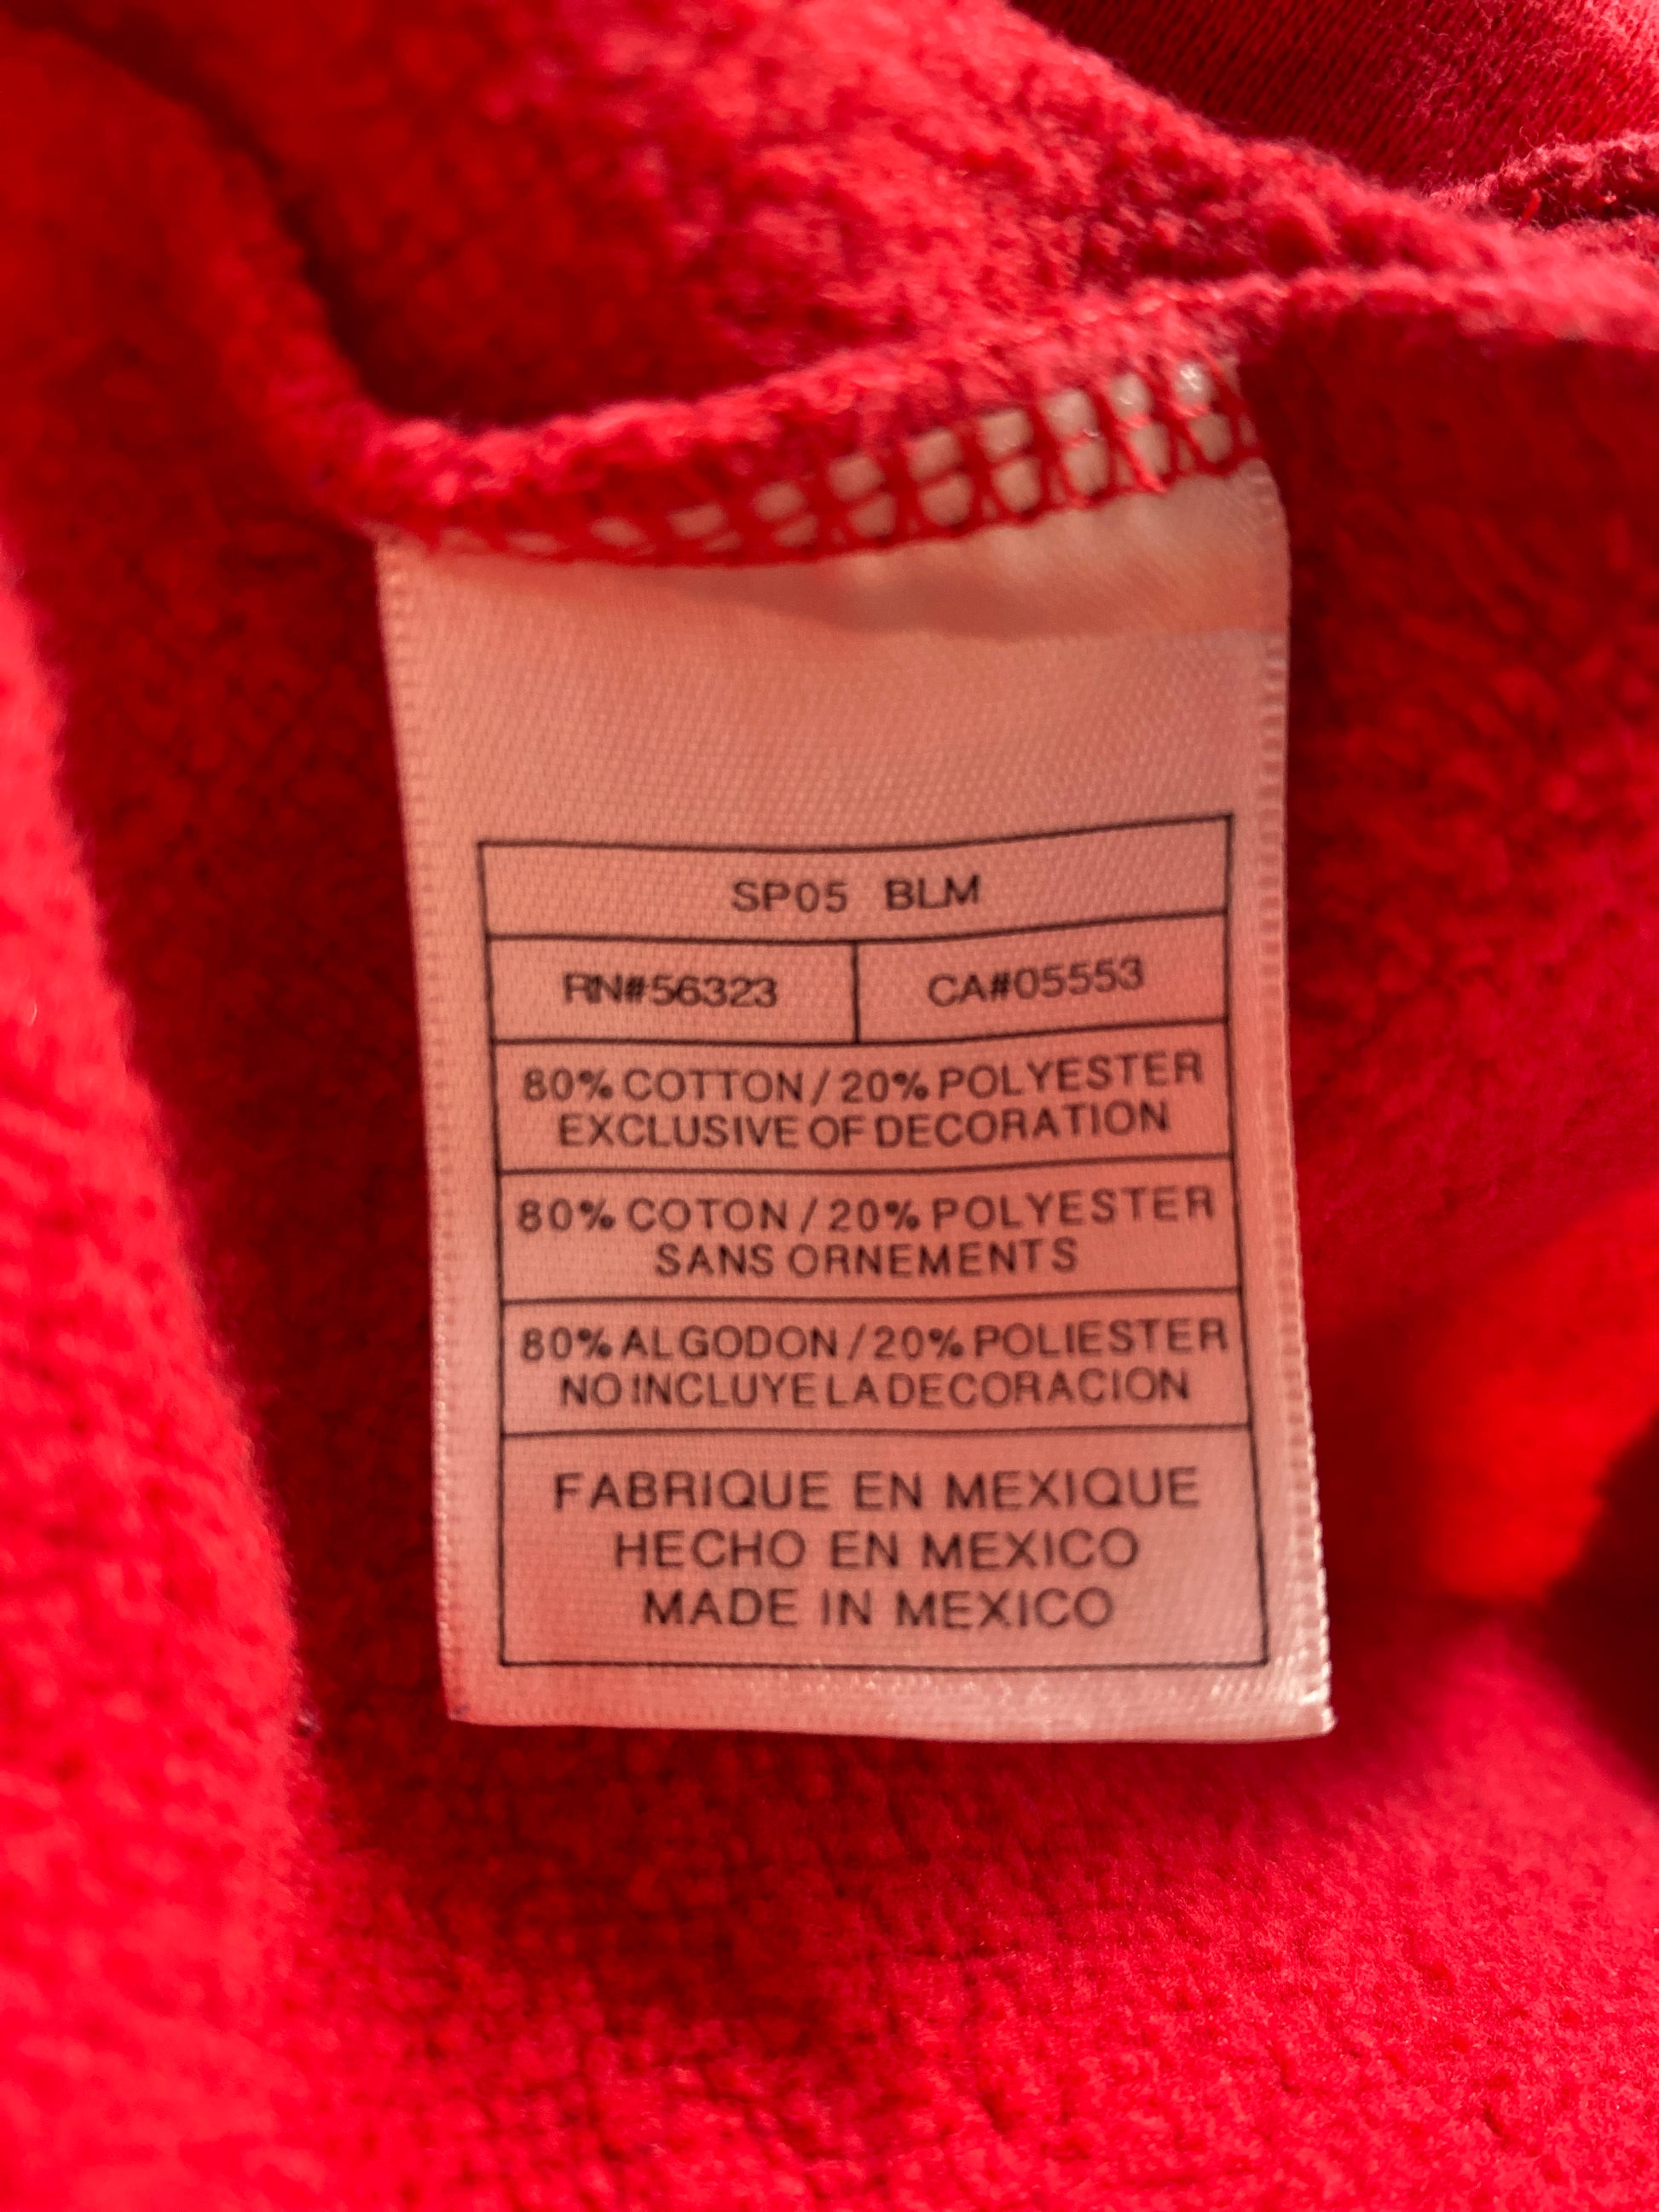 SP05 BLM
RN#56323 CA#05553
80% COTTON / 20% POLYESTER
EXCLUSIVE OF DECORATION
80% COTON / 20% POLYESTER
SANS ORNEMENTS
80% ALGODON / 20% POLIESTER
NO INCLUYE LA DECORACION
FABRIQUE EN MEXIQUE
HECHO EN MEXICO
MADE IN MEXICO